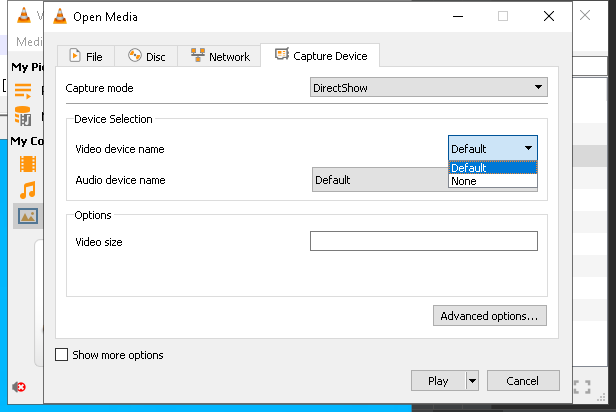 V
Open Media
Medi
File
Disc
Network
Capture Device
My Pi
Capture mode
DirectShow
Device Selection
Video device name
Default
Default
None
My Co
Audio device name
Default
Options
Video size
Advanced options...
Show more options
Play
Cancel